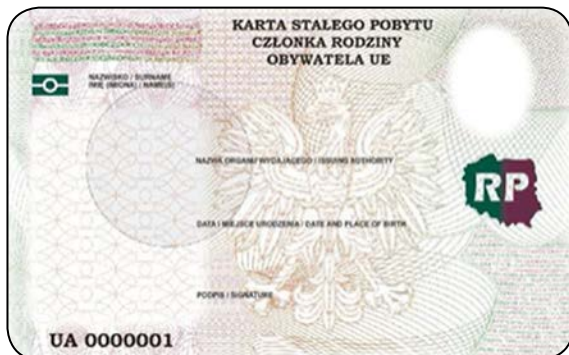 KARTA STAŁEGO POBYTU
CZŁONKA RODZINY
OBYWATELA UE
NAZWISKO / SURNAME
IMIĘ (IMIONA) / NAME(S)
NAZWA ORGANU WYDAJĄCEGO / ISSUING AUTHORITY
RP
DATA I MIEJSCE URODZENIA / DATE AND PLACE OF BIRTH
PODPIS / SIGNATURE
UA 0000001